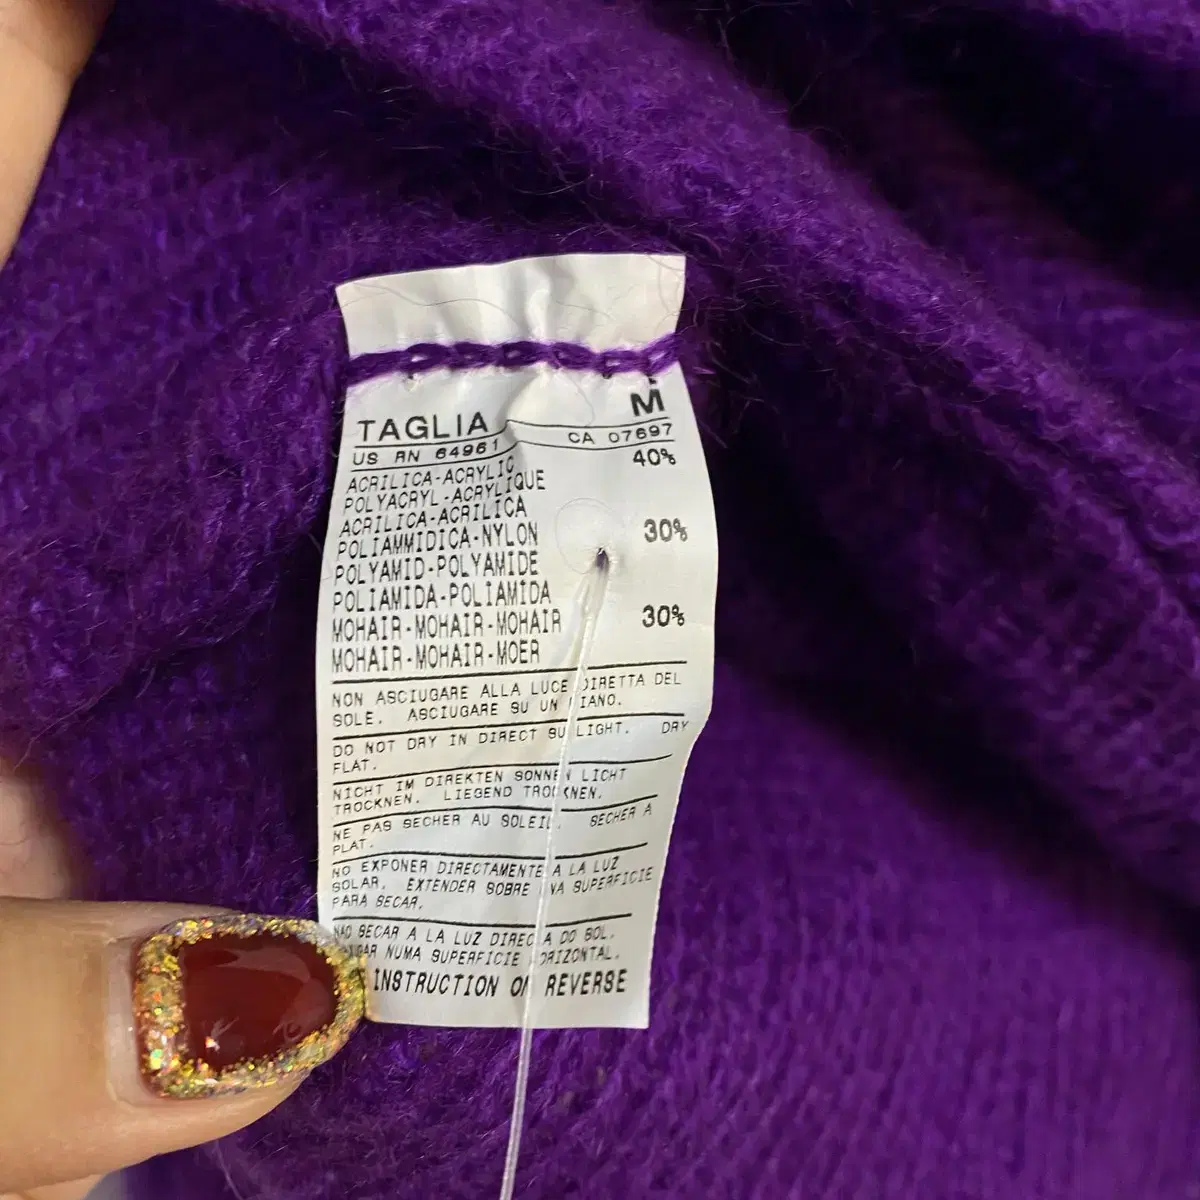 TAGLIA M
US RN 64961 CA 07697
ACRILICA-ACRYLIC 40%
POLYACRYL-ACRYLIQUE
ACRILICA-ACRILICA
POLIAMMIDICA-NYLON 30%
POLYAMID-POLYAMIDE
POLIAMIDA-POLIAMIDA
MOHAIR-MOHAIR-MOHAIR 30%
MOHAIR-MOHAIR-MOER
NON ASCIUGARE ALLA LUCE DIRETTA DEL
SOLE. ASCIUGARE SU UN PIANO.
DO NOT DRY IN DIRECT SUNLIGHT. DRY
FLAT.
NICHT IM DIREKTEN SONNEN LICHT
TROCKNEN. LIEGEND TROCKNEN.
NE PAS SECHER AU SOLEIL. SECHER A
PLAT.
NO EXPONER DIRECTAMENTE A LA LUZ
SOLAR. EXTENDER SOBRE UNA SUPERFICIE
PARA SECAR.
NAO SECAR A LA LUZ DIRECTA DO SOL.
NUMA SUPERFICIE HORIZONTAL.
INSTRUCTION ON REVERSE